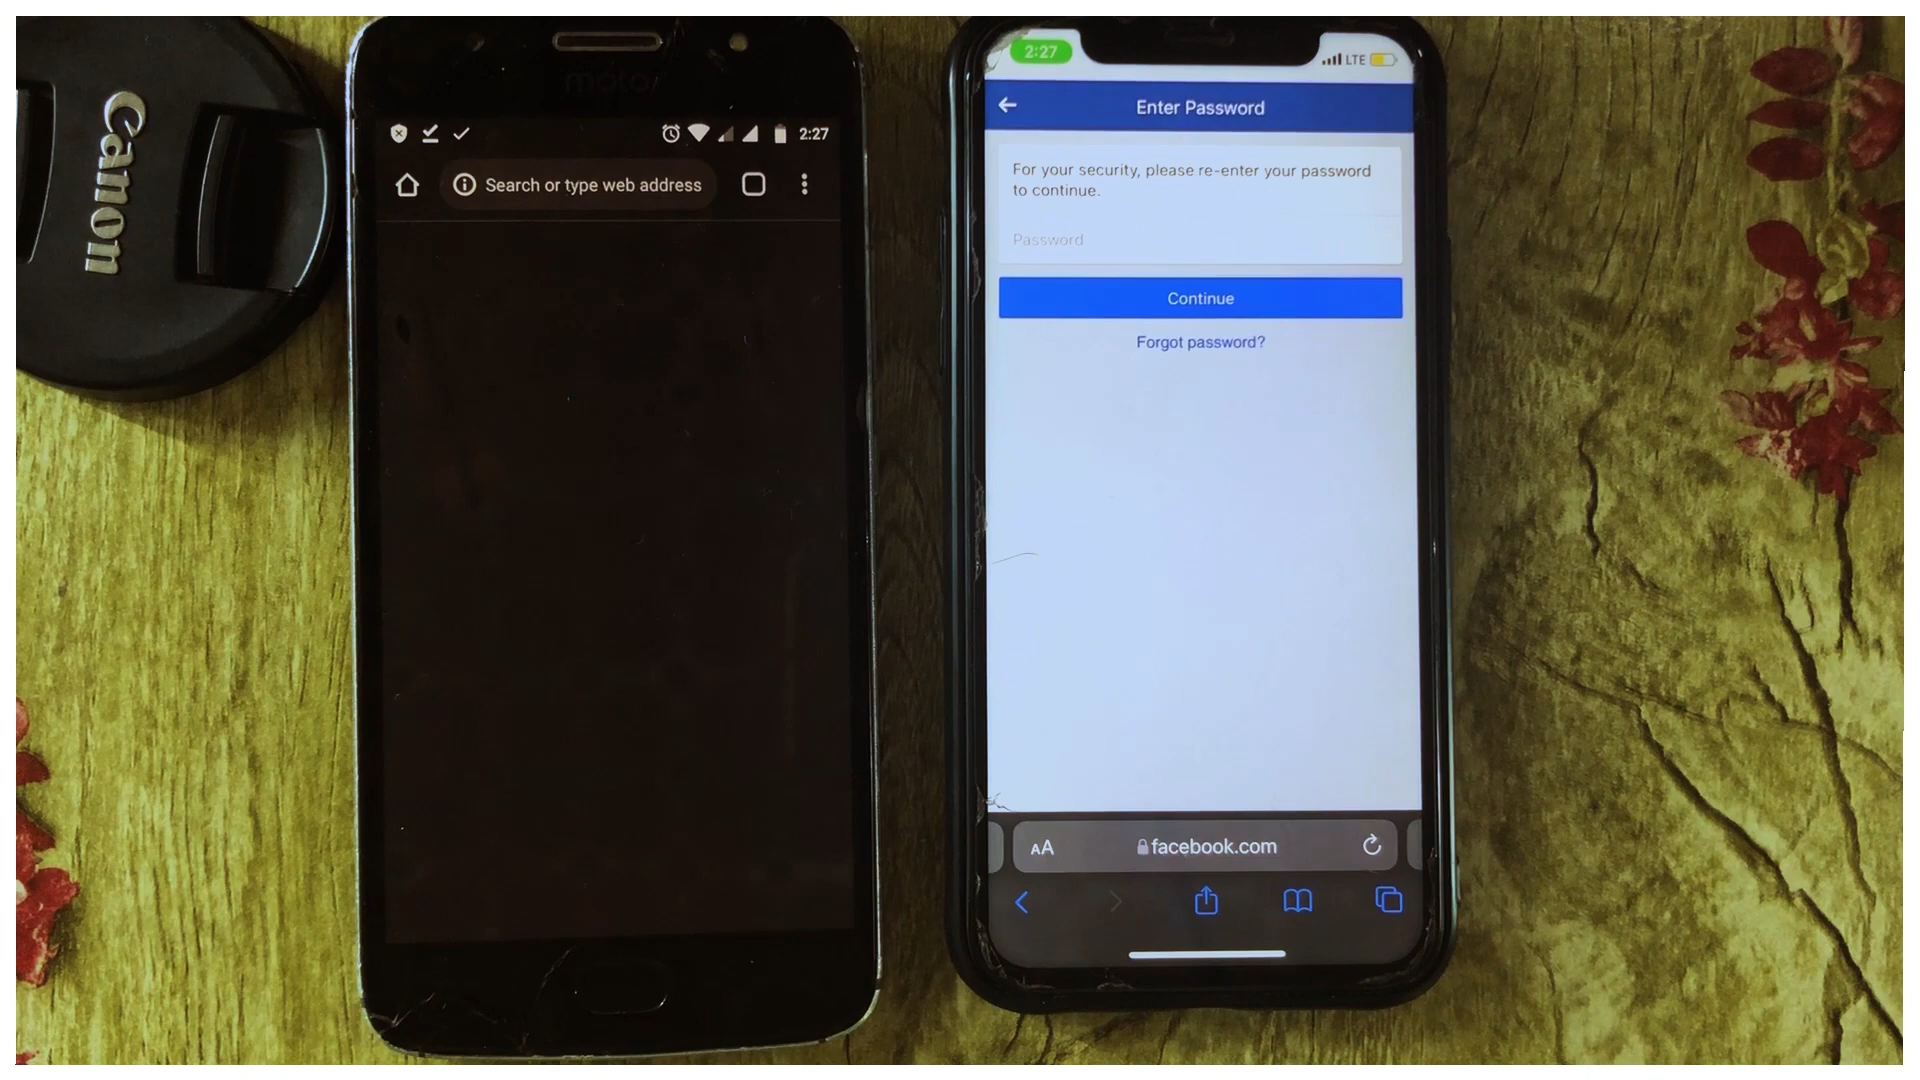 Canon
moto
2:27
Search or type web address
2:27
LTE
Enter Password
For your security, please re-enter your password
to continue.
Password
Continue
Forgot password?
AA
facebook.com